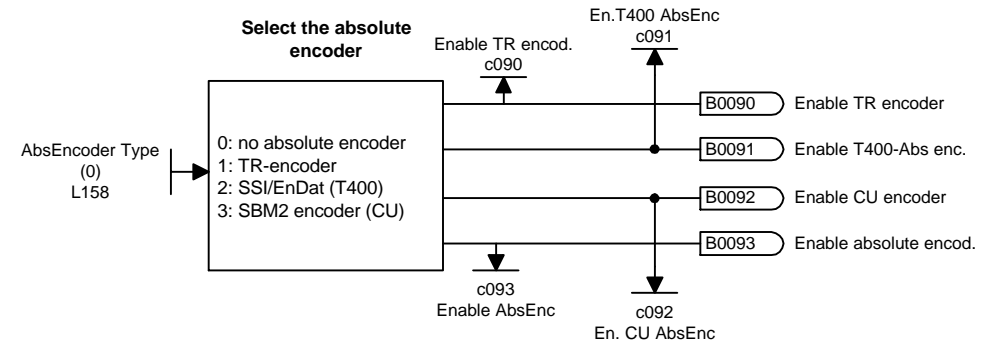 Select the absolute
encoder
Enable TR encod.
c090
En.T400 AbsEnc
c091
AbsEncoder Type
(0)
L158
0: no absolute encoder
1: TR-encoder
2: SSI/EnDat (T400)
3: SBM2 encoder (CU)
B0090 Enable TR encoder
B0091 Enable T400-Abs enc.
B0092 Enable CU encoder
B0093 Enable absolute encod.
c093
Enable AbsEnc
c092
En. CU AbsEnc